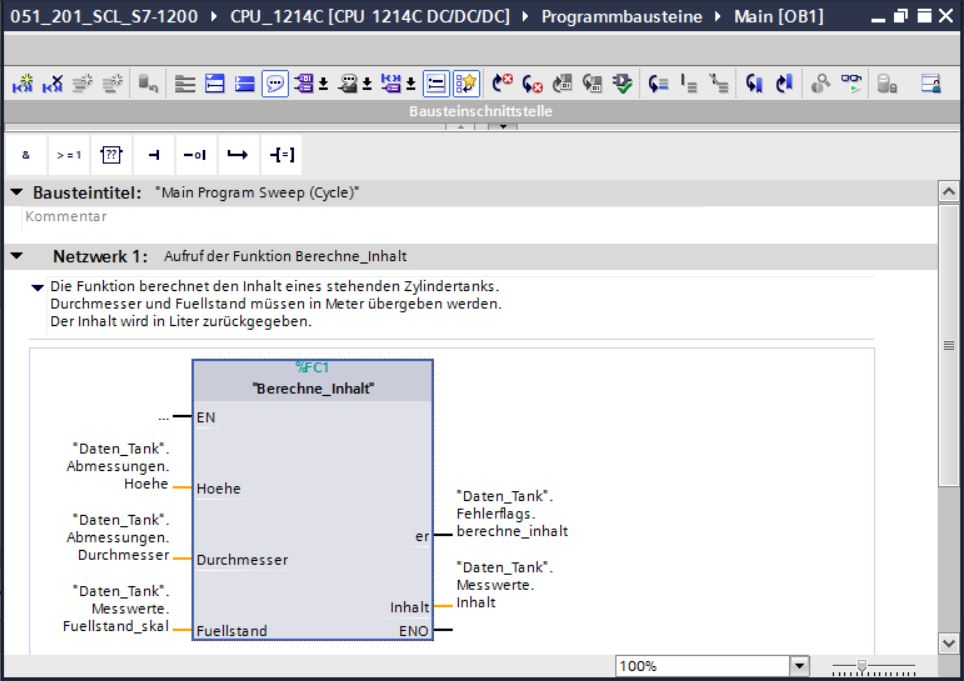 051_201_SCL_S7-1200 ▸ CPU_1214C [CPU 1214C DC/DC/DC] ▸ Programmbausteine ▸ Main [OB1]
Bausteinschnittstelle
& >=1 ??
Bausteintitel: "Main Program Sweep (Cycle)"
Kommentar
Netzwerk 1: Aufruf der Funktion Berechne_Inhalt
Die Funktion berechnet den Inhalt eines stehenden Zylindertanks.
Durchmesser und Fuellstand müssen in Meter übergeben werden.
Der Inhalt wird in Liter zurückgegeben.
%FC1
"Berechne_Inhalt"
... EN
"Daten_Tank".
Abmessungen.
Hoehe Hoehe
"Daten_Tank".
Abmessungen.
Durchmesser Durchmesser
"Daten_Tank".
Messwerte.
Fuellstand_skal Fuellstand
"Daten_Tank".
Fehlerflags.
er berechne_inhalt
"Daten_Tank".
Messwerte.
Inhalt Inhalt
ENO
100%